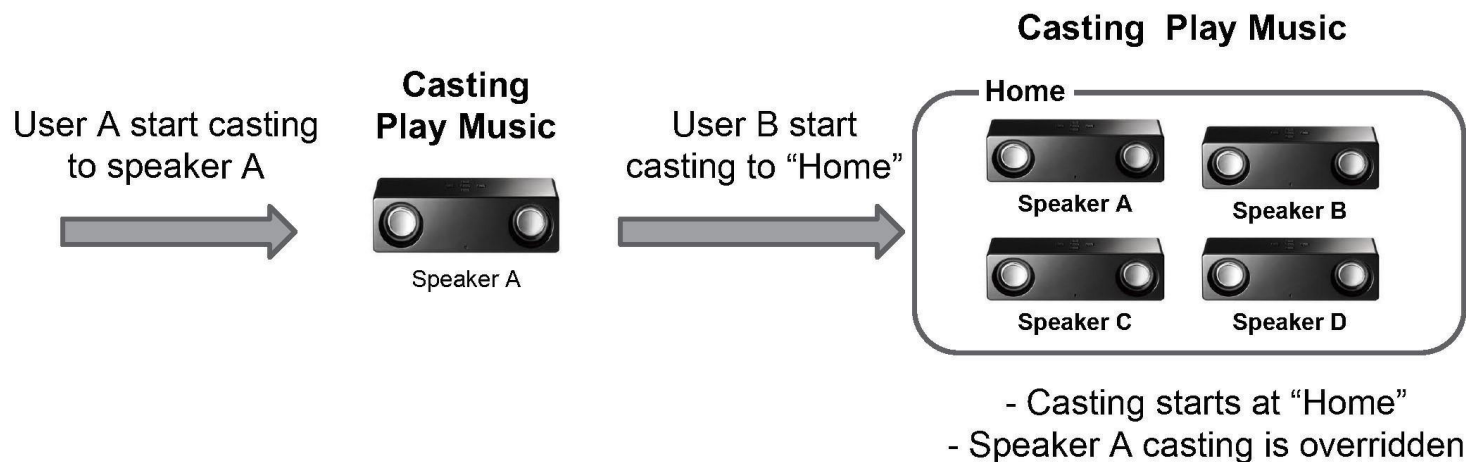 User A start casting
to speaker A
Casting
Play Music
Speaker A
User B start
casting to “Home”
Casting Play Music
Home
Speaker A
Speaker B
Speaker C
Speaker D
- Casting starts at “Home”
- Speaker A casting is overridden